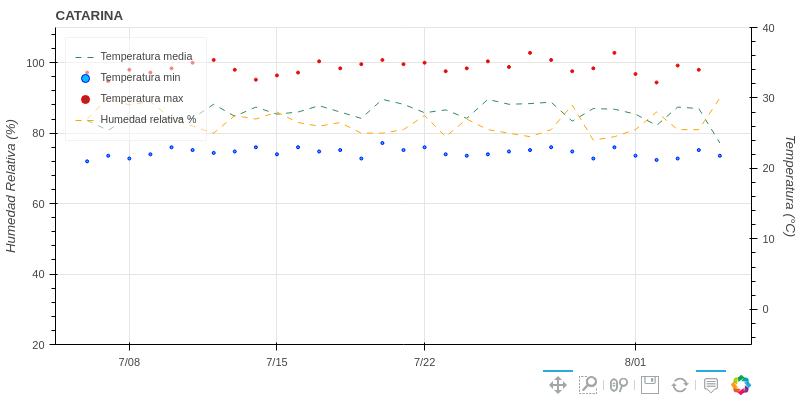 CATARINA
Temperatura media
Temperatura min
Temperatura max
Humedad relativa %
Humedad Relativa (%)
100
80
60
40
20
Temperatura (°C)
40
30
20
10
0
7/08
7/15
7/22
8/01